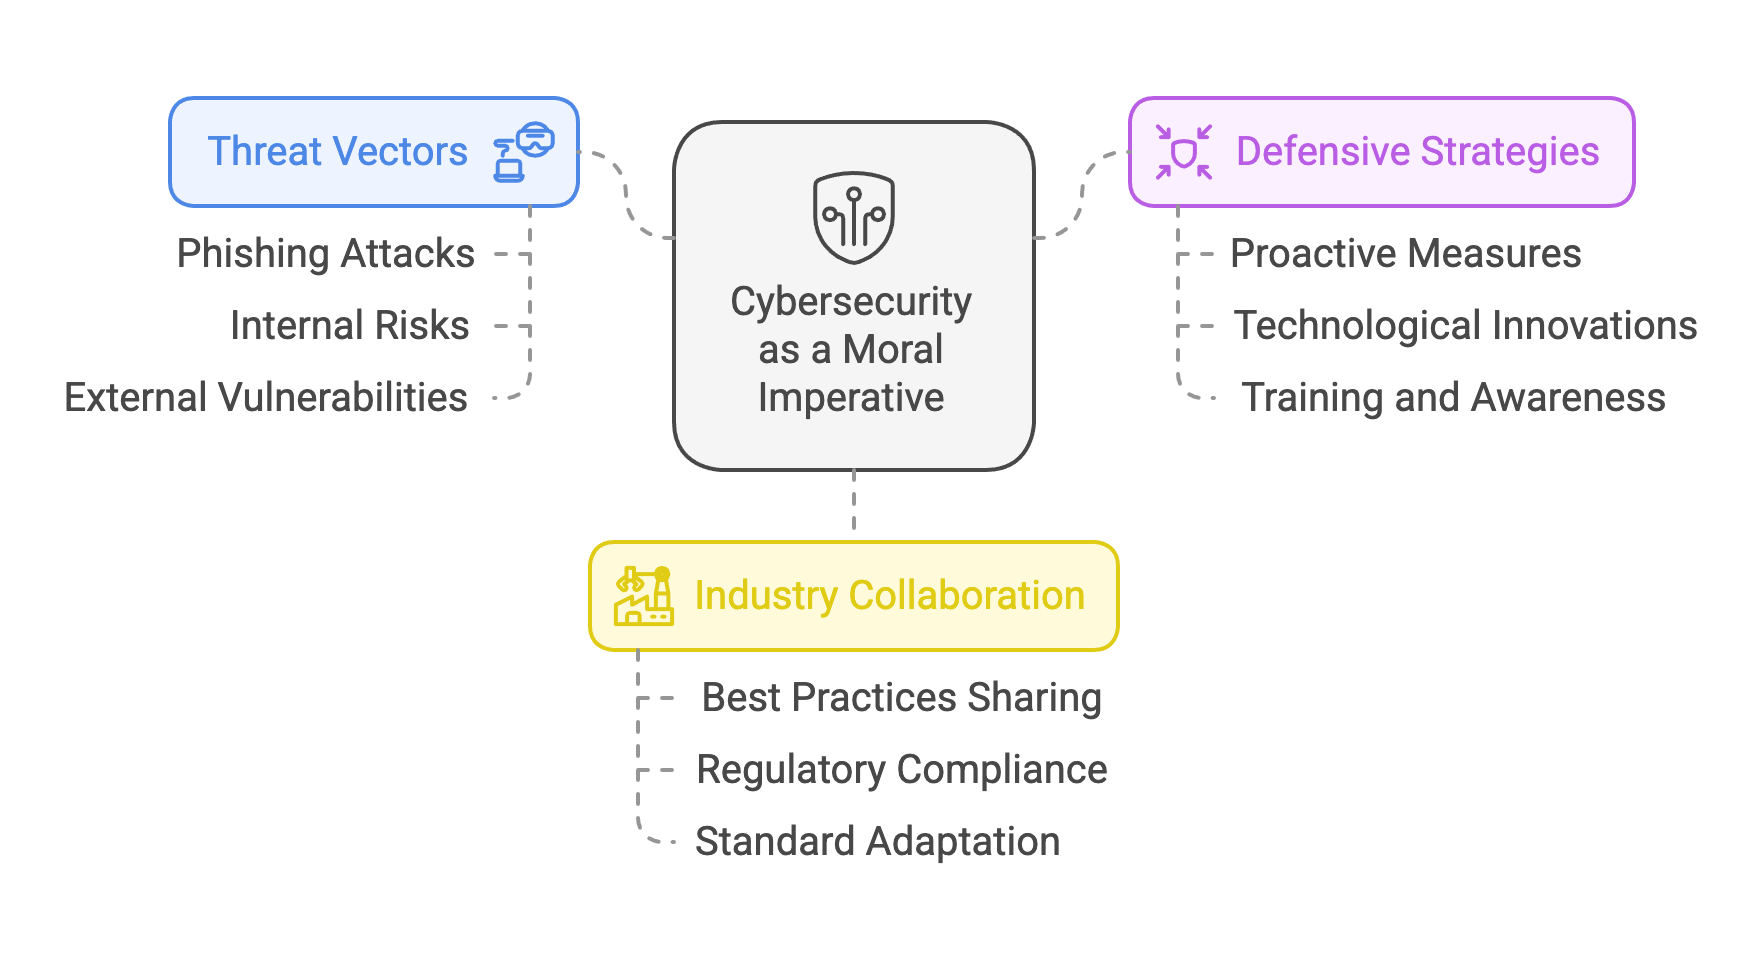 Threat Vectors
Phishing Attacks
Internal Risks
External Vulnerabilities
Cybersecurity
as a Moral
Imperative
Defensive Strategies
Proactive Measures
Technological Innovations
Training and Awareness
Industry Collaboration
Best Practices Sharing
Regulatory Compliance
Standard Adaptation